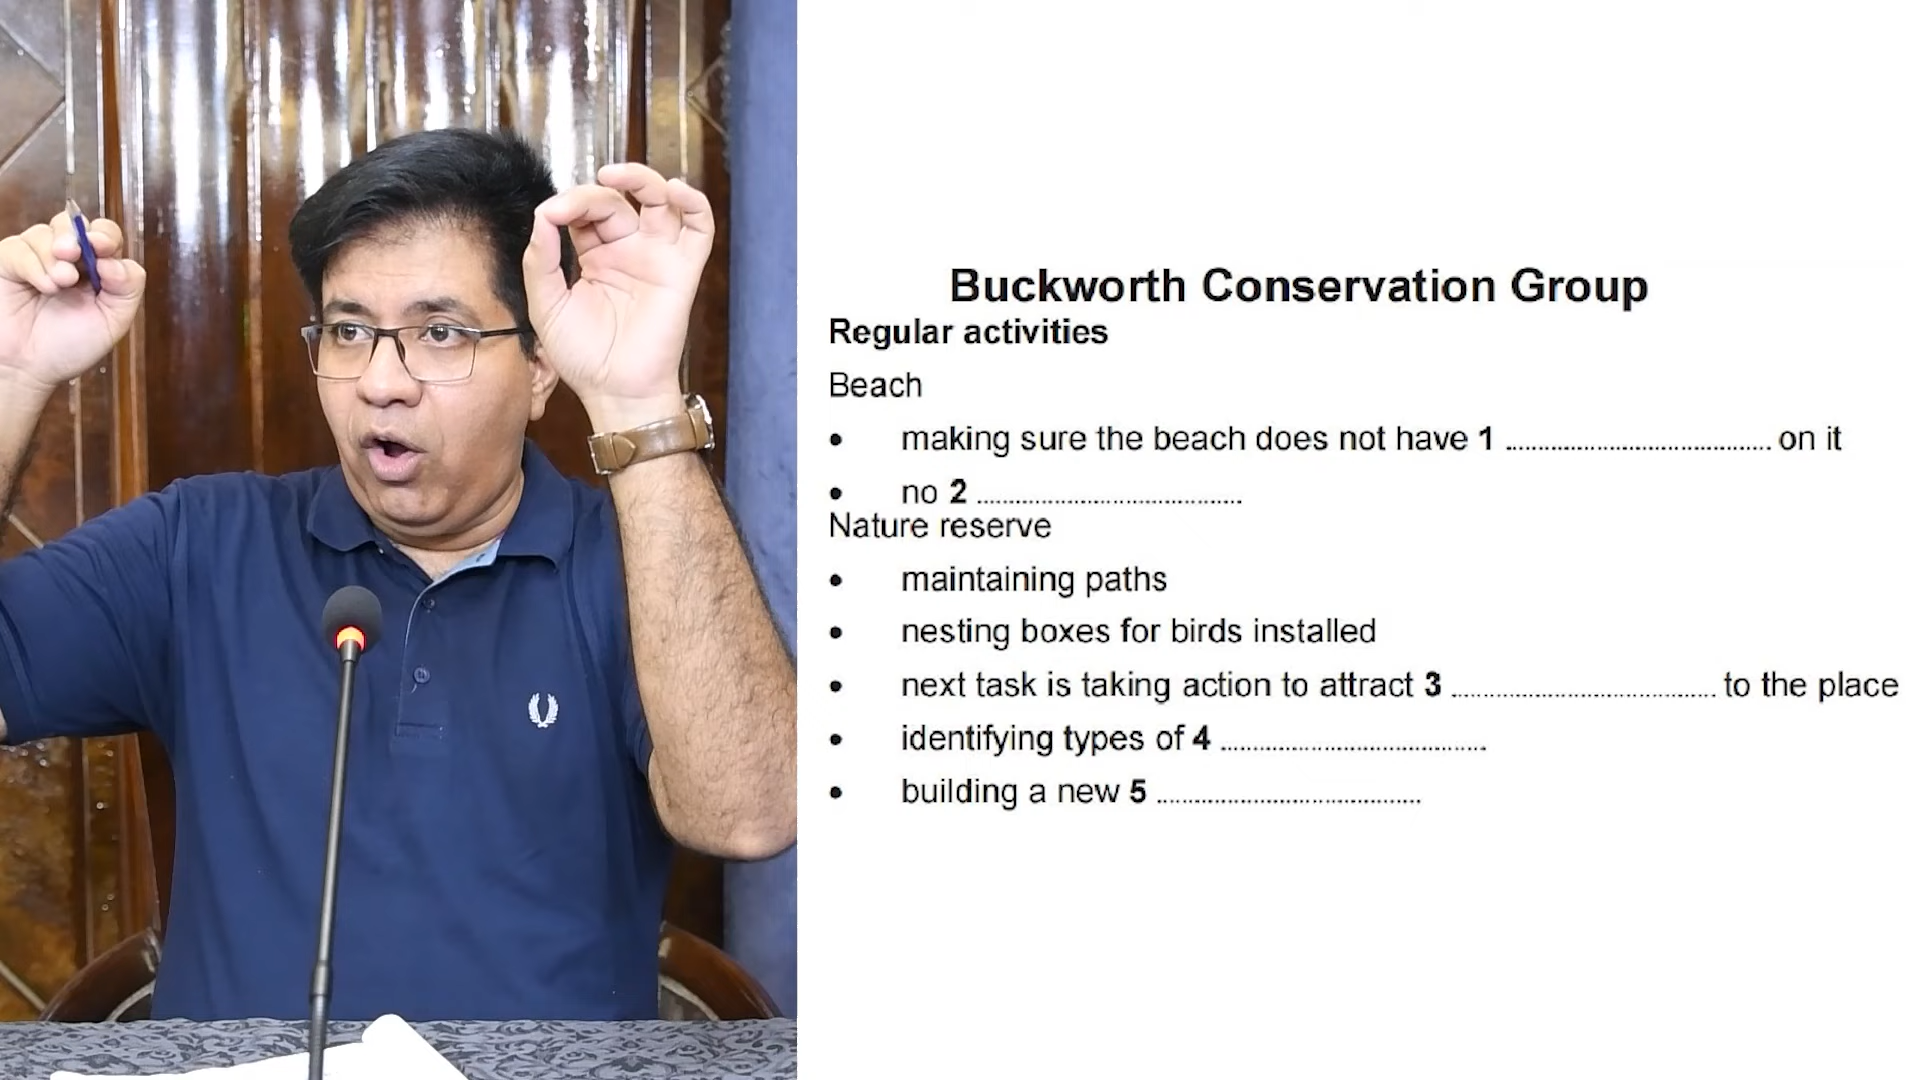 Buckworth Conservation Group
Regular activities
Beach
• making sure the beach does not have 1 ........................................ on it
• no 2 ........................................
Nature reserve
• maintaining paths
• nesting boxes for birds installed
• next task is taking action to attract 3 ........................................ to the place
• identifying types of 4 ........................................
• building a new 5 ........................................